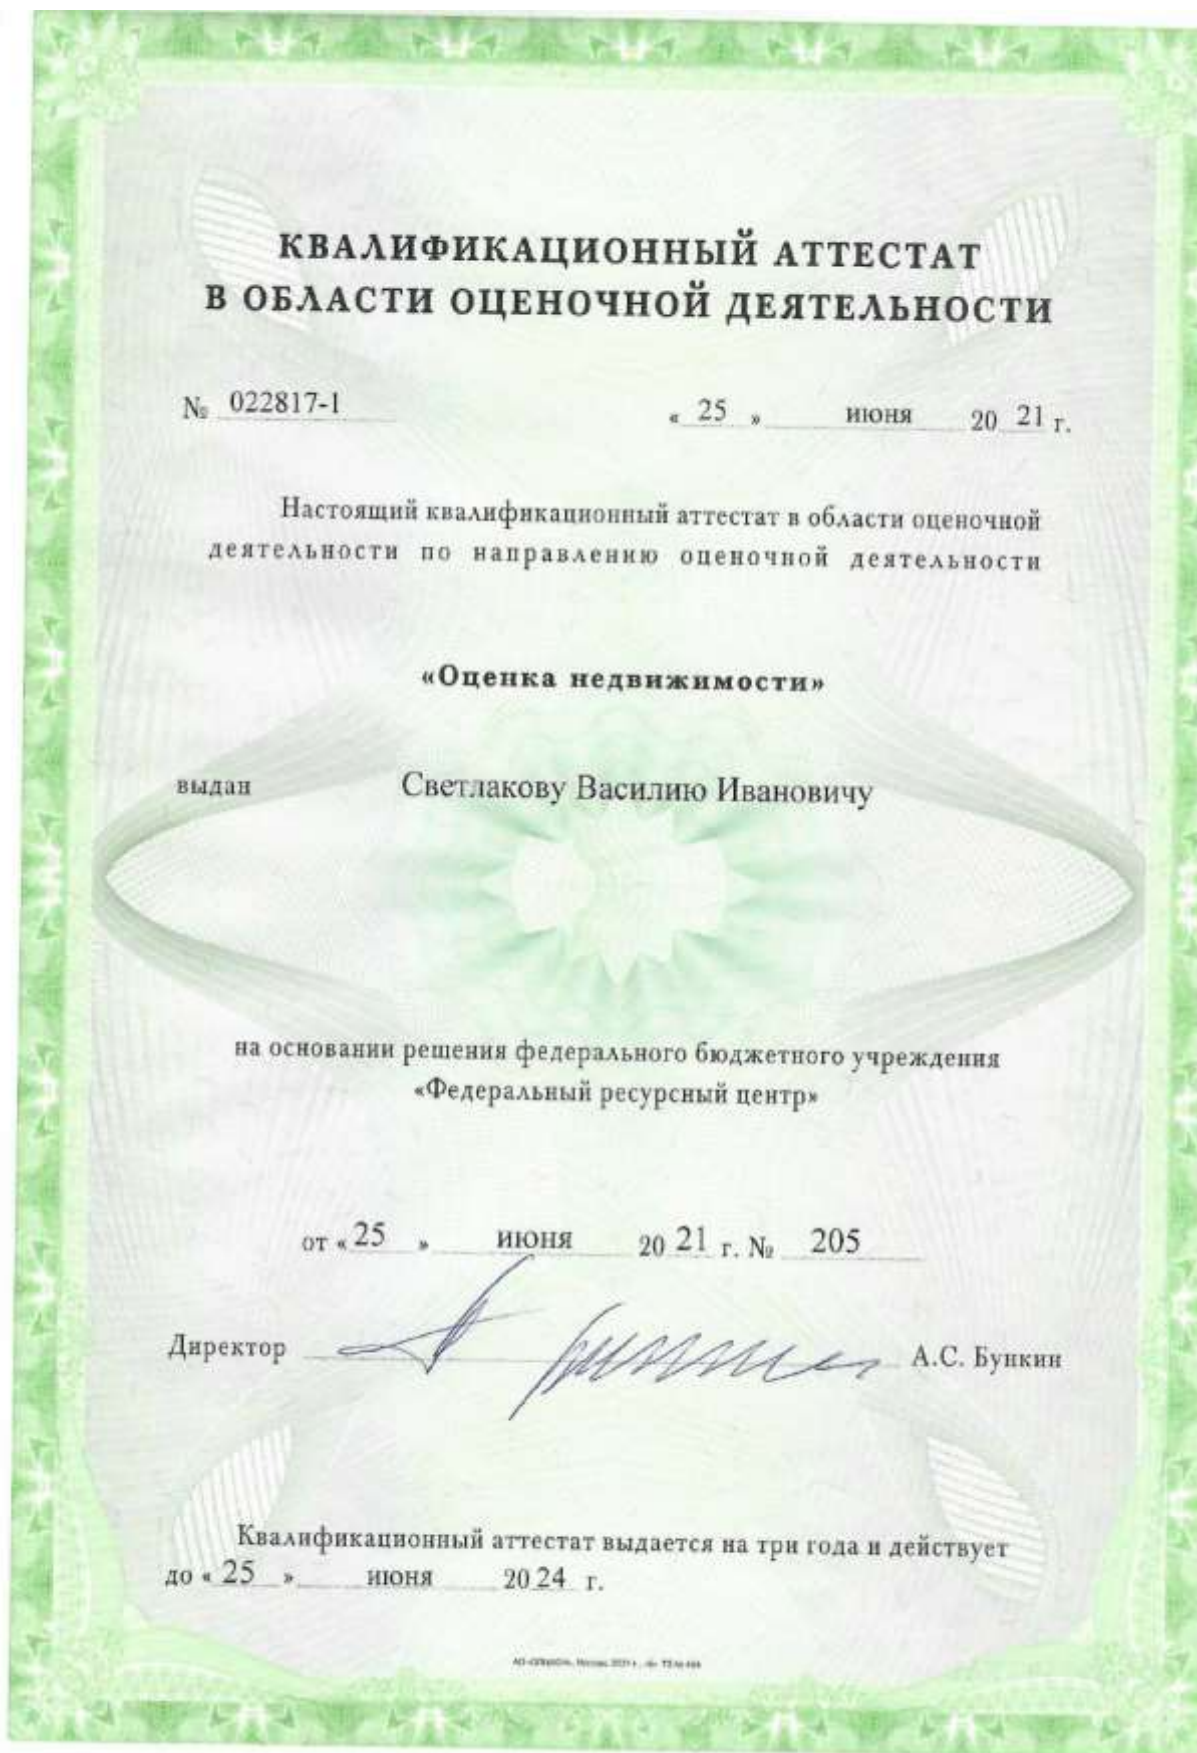 КВАЛИФИКАЦИОННЫЙ АТТЕСТАТ
В ОБЛАСТИ ОЦЕНОЧНОЙ ДЕЯТЕЛЬНОСТИ
№ 022817-1 « 25 » июня 20 21 г.
Настоящий квалификационный аттестат в области оценочной
деятельности по направлению оценочной деятельности
«Оценка недвижимости»
выдан Светлакову Василию Ивановичу
на основании решения федерального бюджетного учреждения
«Федеральный ресурсный центр»
от « 25 » июня 20 21 г. № 205
Директор А.С. Бункин
Квалификационный аттестат выдается на три года и действует
до « 25 » июня 20 24 г.